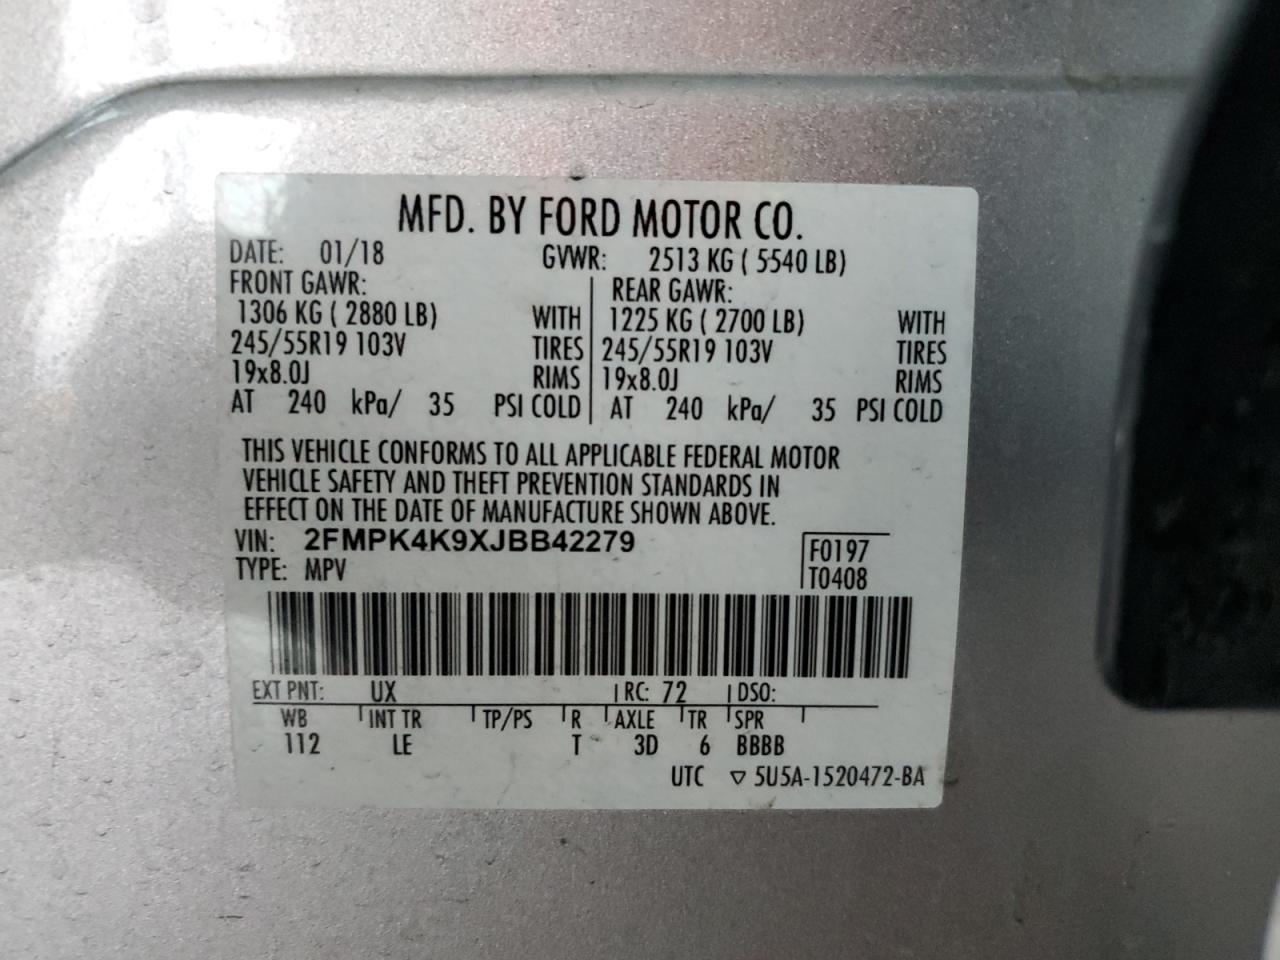 MFD. BY FORD MOTOR CO.
DATE: 01/18 GVWR: 2513 KG ( 5540 LB)
FRONT GAWR: REAR GAWR:
1306 KG ( 2880 LB) WITH 1225 KG ( 2700 LB) WITH
245/55R19 103V TIRES 245/55R19 103V TIRES
19x8.0J RIMS 19x8.0J RIMS
AT 240 kPa/ 35 PSI COLD AT 240 kPa/ 35 PSI COLD
THIS VEHICLE CONFORMS TO ALL APPLICABLE FEDERAL MOTOR
VEHICLE SAFETY AND THEFT PREVENTION STANDARDS IN
EFFECT ON THE DATE OF MANUFACTURE SHOWN ABOVE.
VIN: 2FMPK4K9XJBB42279 F0197
TYPE: MPV T0408
EXT PNT: UX RC: 72 DSO:
WB INT TR TP/PS R AXLE TR SPR
112 LE T 3D 6 BBBB
UTC ▽ 5U5A-1520472-BA